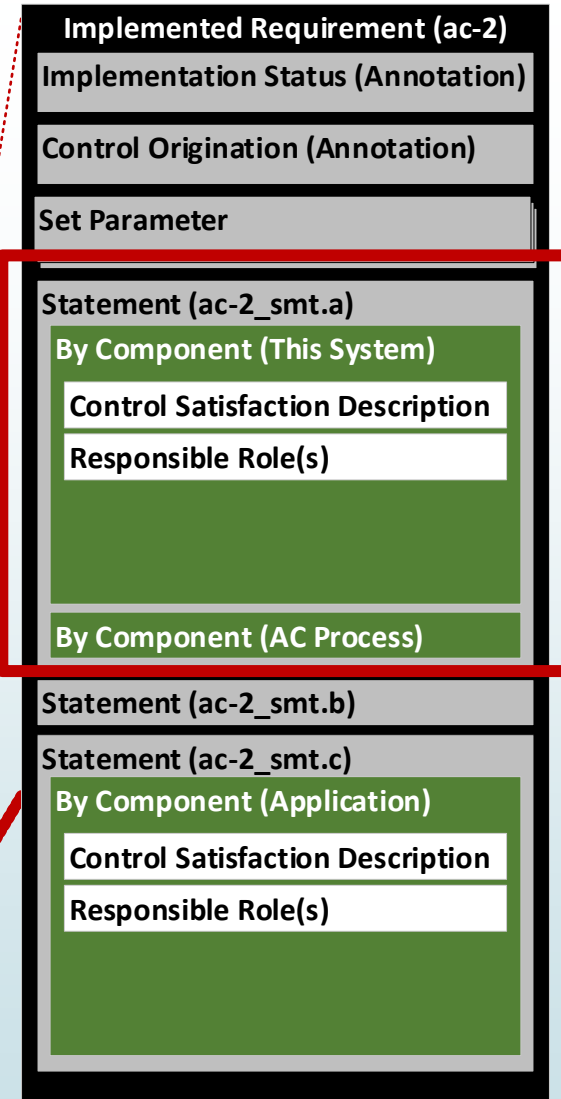 Implemented Requirement (ac-2)
Implementation Status (Annotation)
Control Origination (Annotation)
Set Parameter
Statement (ac-2_smt.a)
By Component (This System)
Control Satisfaction Description
Responsible Role(s)
By Component (AC Process)
Statement (ac-2_smt.b)
Statement (ac-2_smt.c)
By Component (Application)
Control Satisfaction Description
Responsible Role(s)